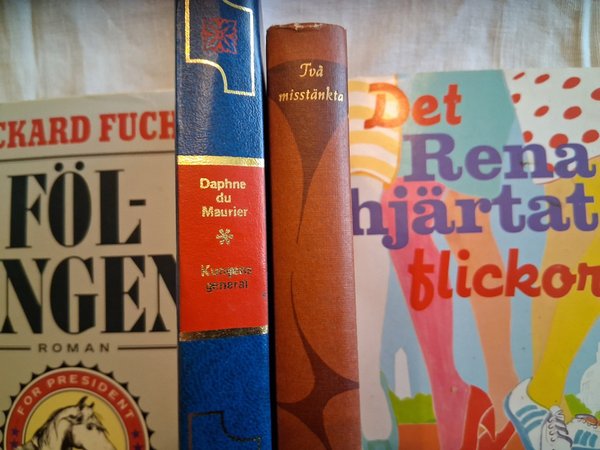 CKARD FUCH
FÖL-
NGEN
ROMAN
FOR PRESIDENT
Daphne
du
Maurier
Kungens
general
Två
misstänkta
Det
Rena
hjärtat
flickor